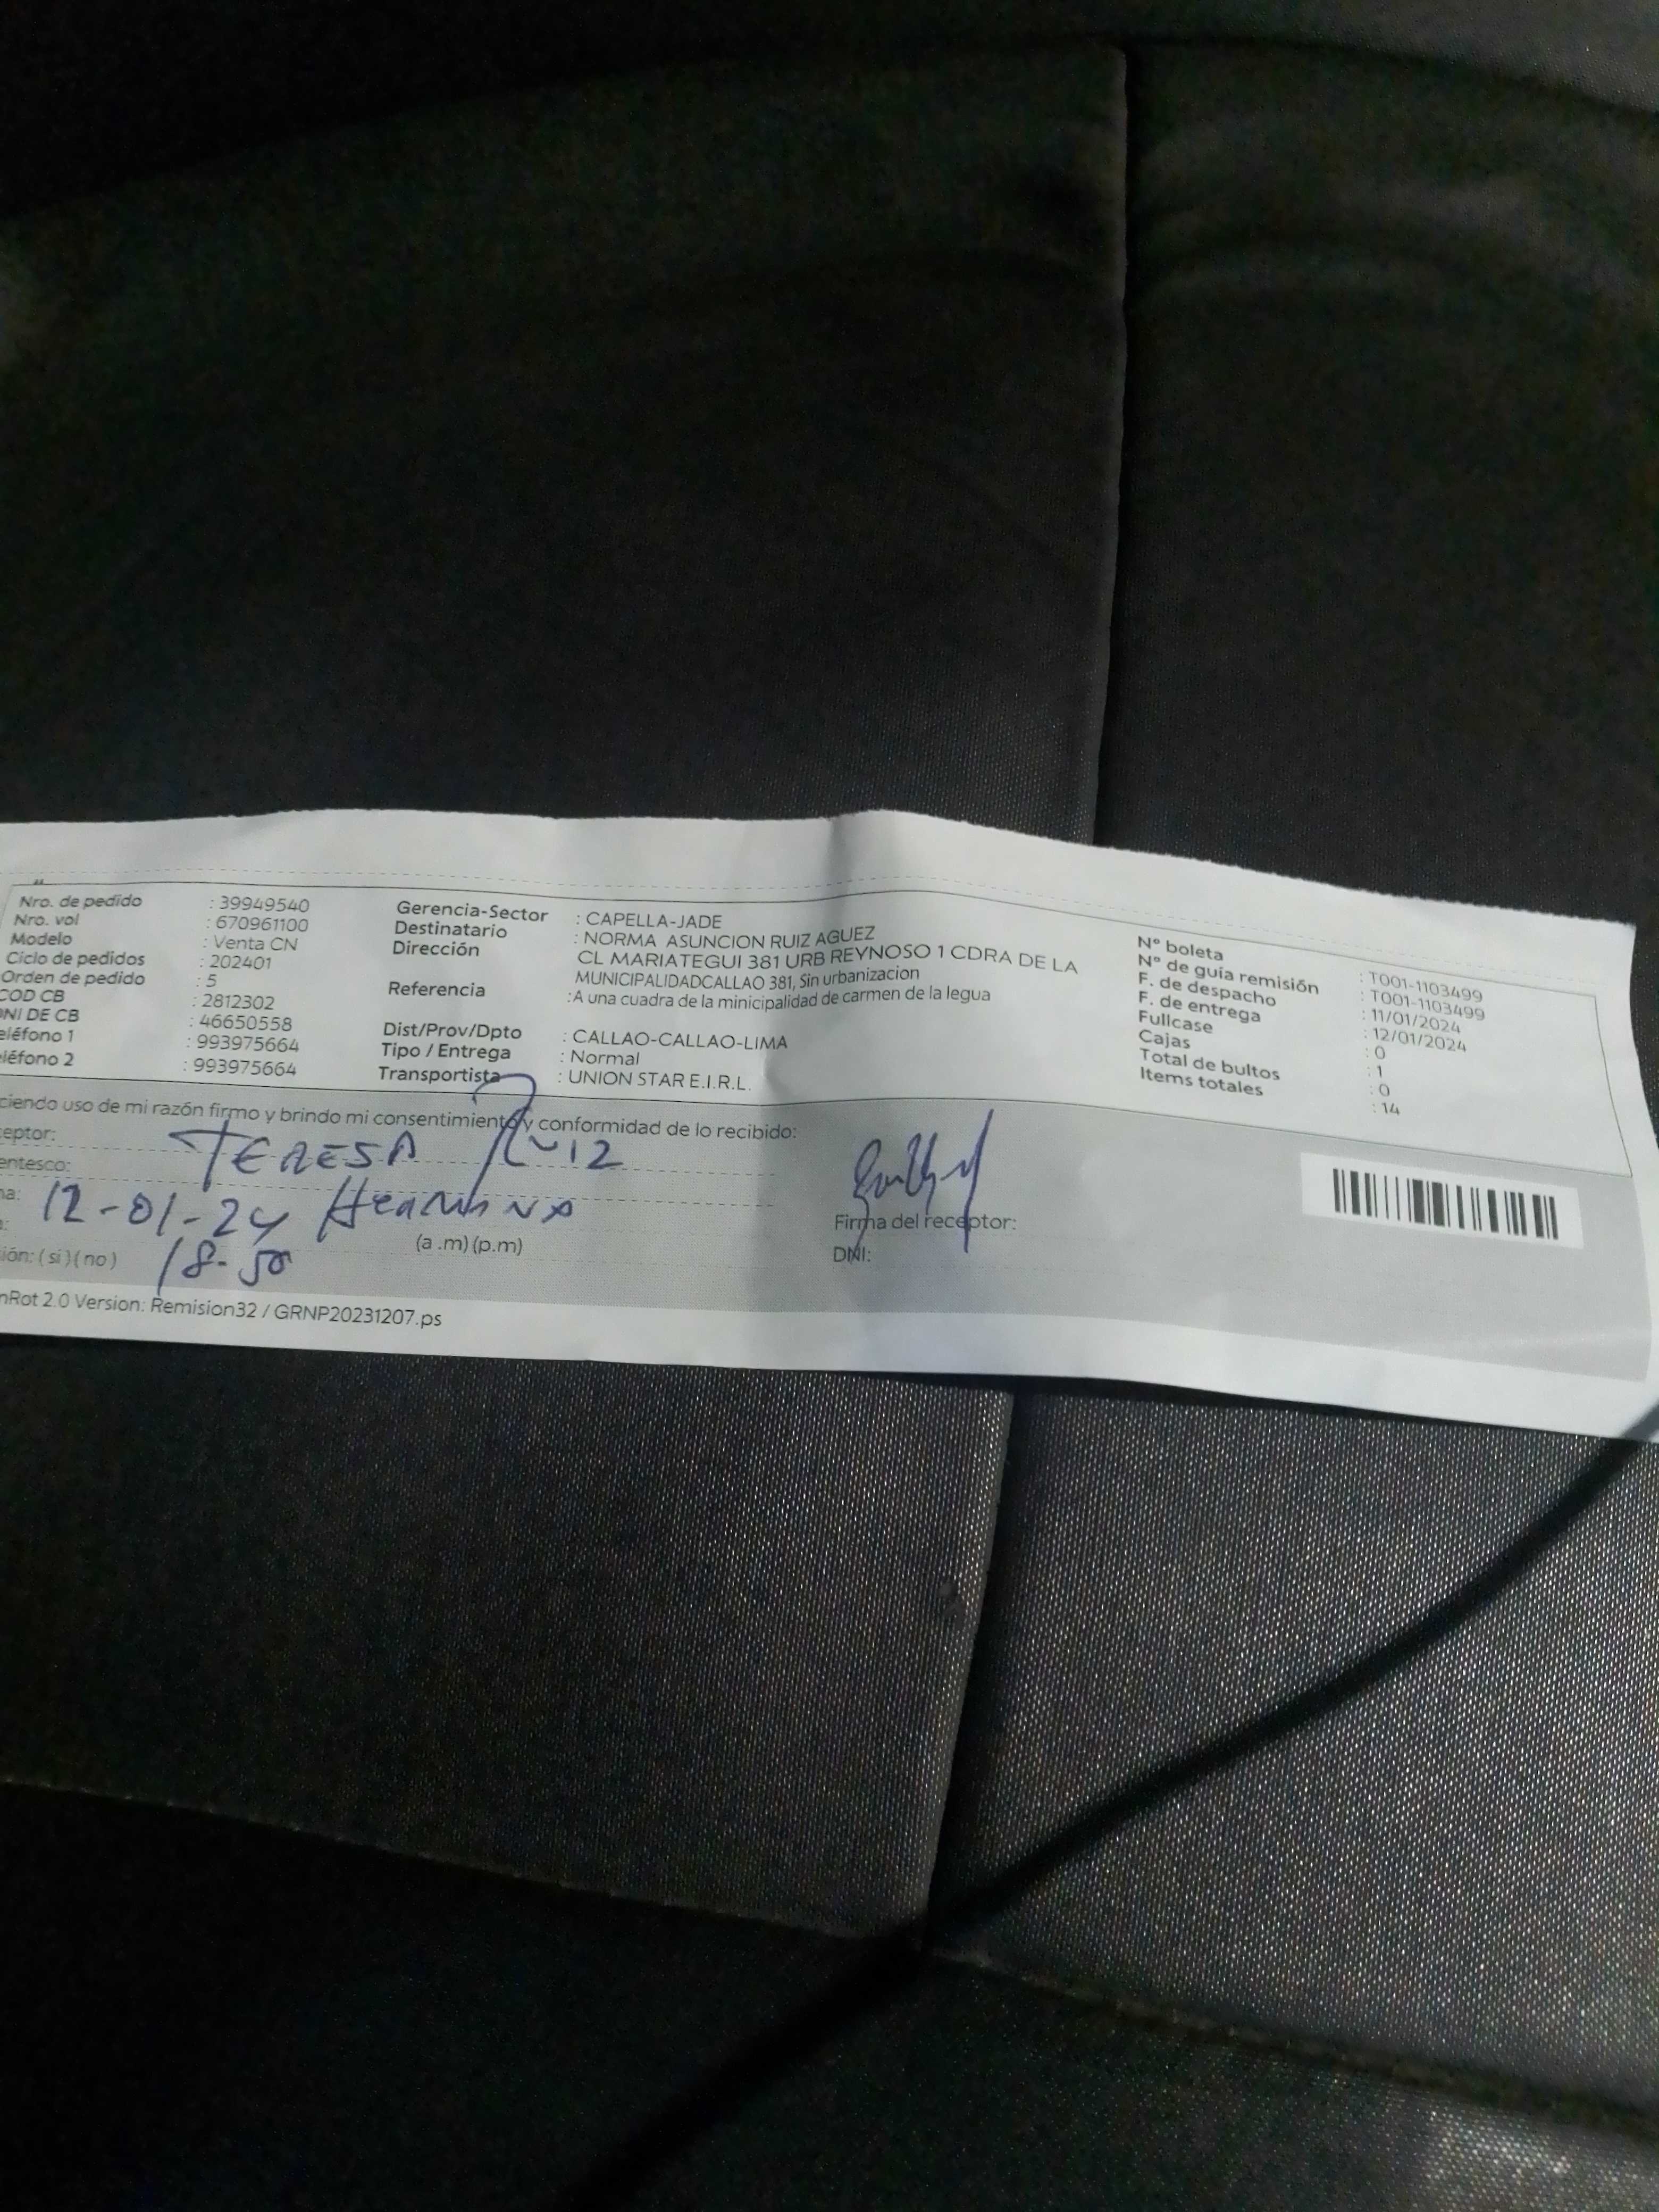 Nro. de pedido : 39949540
Nro. vol : 670961100
Modelo : Venta CN
Ciclo de pedidos : 202401
Orden de pedido : 5
COD CB : 2812302
NI DE CB : 46650558
eléfono 1 : 993975664
léfono 2 : 993975664
Gerencia-Sector : CAPELLA-JADE
Destinatario : NORMA ASUNCION RUIZ AGUEZ
Dirección CL MARIATEGUI 381 URB REYNOSO 1 CDRA DE LA
MUNICIPALIDADCALLAO 381, Sin urbanizacion
Referencia :A una cuadra de la minicipalidad de carmen de la legua
Dist/Prov/Dpto : CALLAO-CALLAO-LIMA
Tipo / Entrega : Normal
Transportista : UNION STAR E.I.R.L.
N° boleta : T001-1103499
N° de guía remisión : T001-1103499
F. de despacho : 11/01/2024
F. de entrega : 12/01/2024
Fullcase : 0
Cajas : 1
Total de bultos : 0
Items totales : 14
ciendo uso de mi razón firmo y brindo mi consentimiento y conformidad de lo recibido:
eptor: TERESA Ruiz
entesco:
na: 12-01-24 HERMANA
a: 18-50 (a .m) (p.m)
ión: ( si ) ( no )
Firma del receptor:
DNI:
nRot 2.0 Version: Remision32 / GRNP20231207.ps